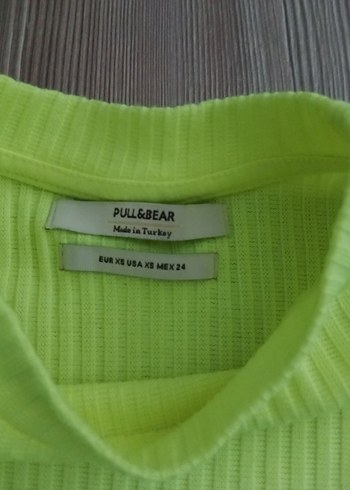 PULL&BEAR
Made in Turkey
EUR XS USA XS MEX 24